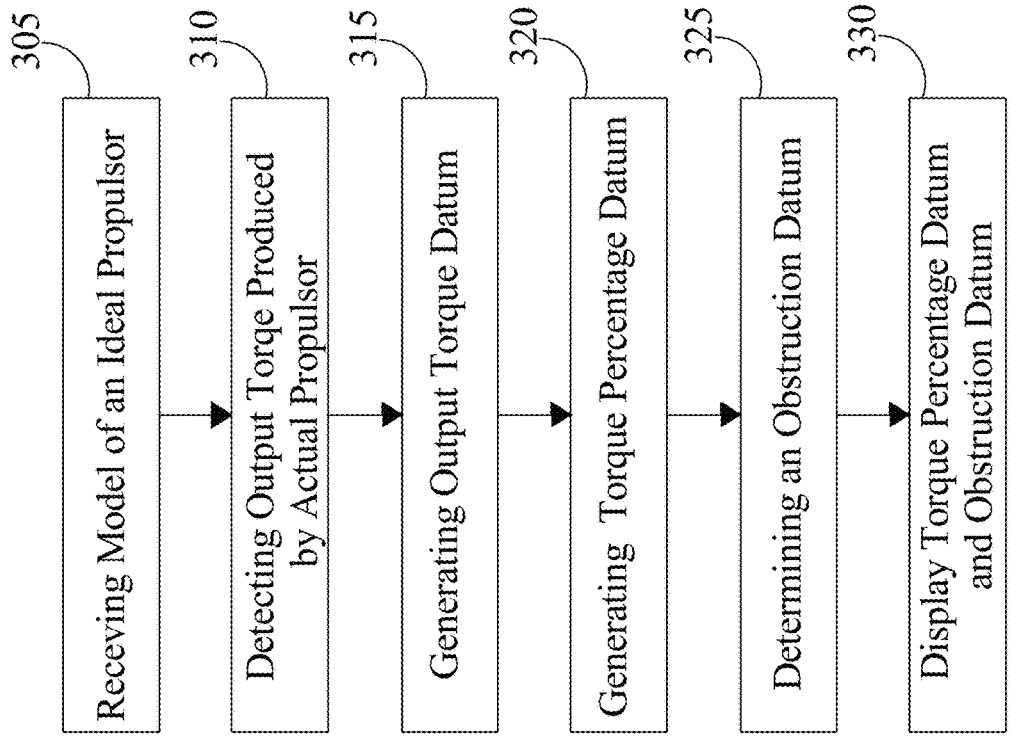 305
Receving Model of an Ideal Propulsor
310
Detecting Output Torqe Produced
by Actual Propulsor
315
Generating Output Torque Datum
320
Generating Torque Percentage Datum
325
Determining an Obstruction Datum
330
Display Torque Percentage Datum
and Obstruction Datum